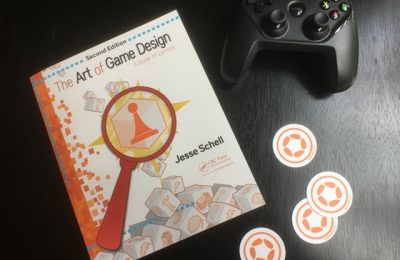 Second Edition
The Art of Game Design
A Book of Lenses
Jesse Schell
CRC Press